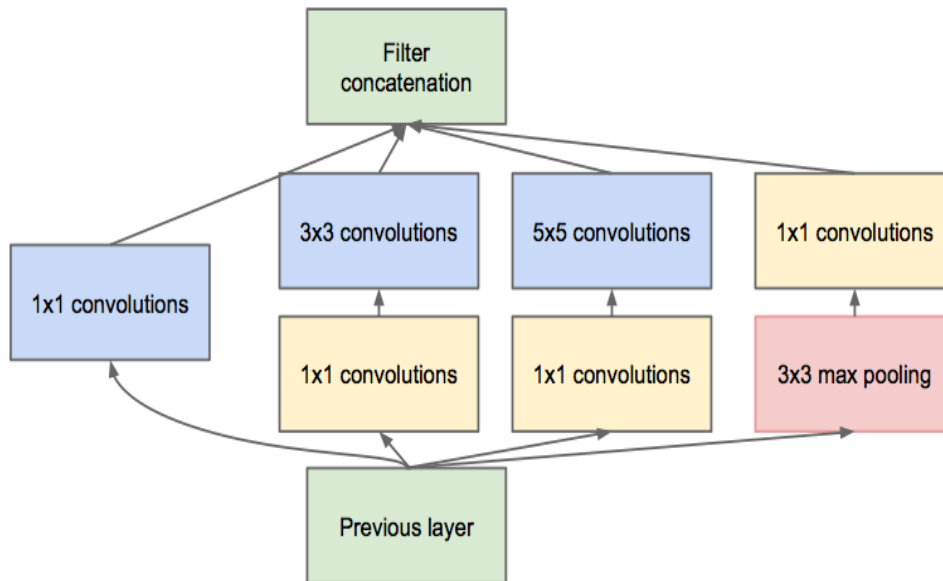 Filter
concatenation
3x3 convolutions
5x5 convolutions
1x1 convolutions
1x1 convolutions
1x1 convolutions
1x1 convolutions
3x3 max pooling
Previous layer